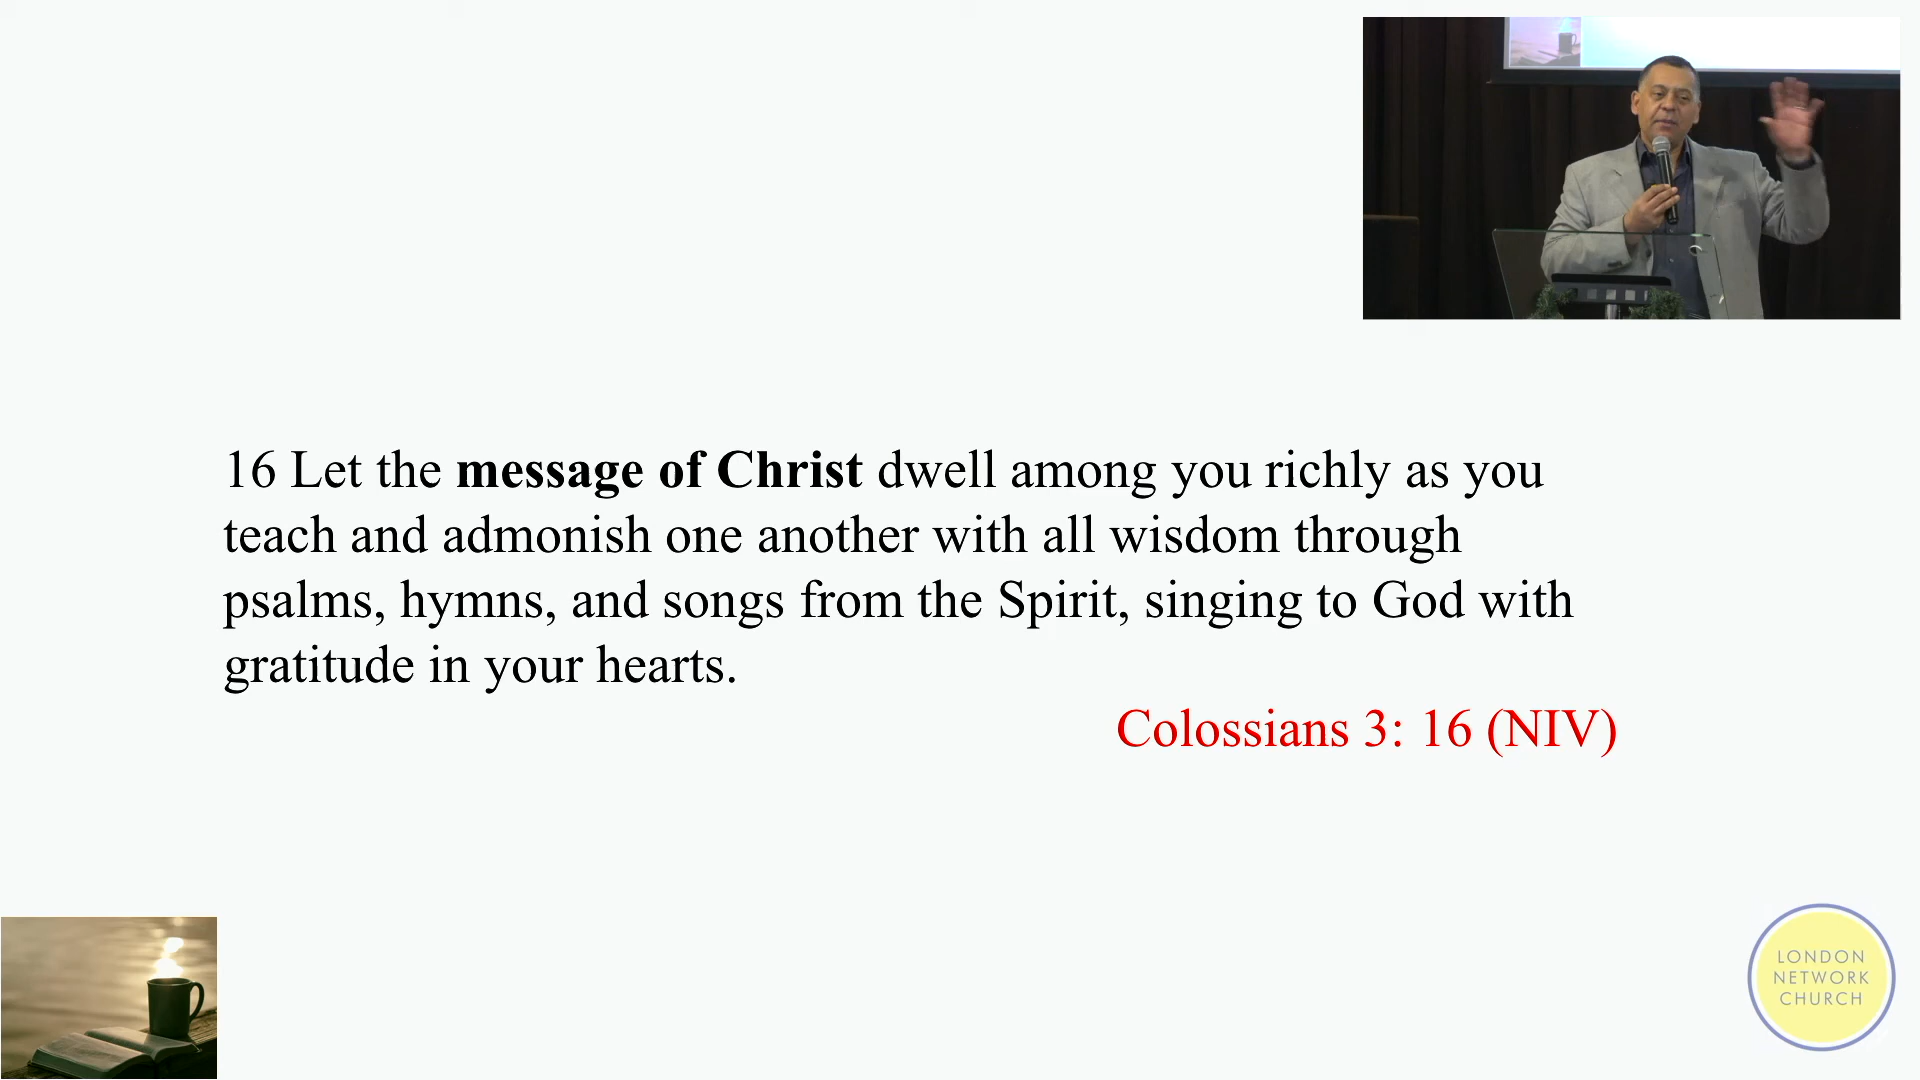 16 Let the message of Christ dwell among you richly as you
teach and admonish one another with all wisdom through
psalms, hymns, and songs from the Spirit, singing to God with
gratitude in your hearts.
Colossians 3: 16 (NIV)
LONDON
NETWORK
CHURCH